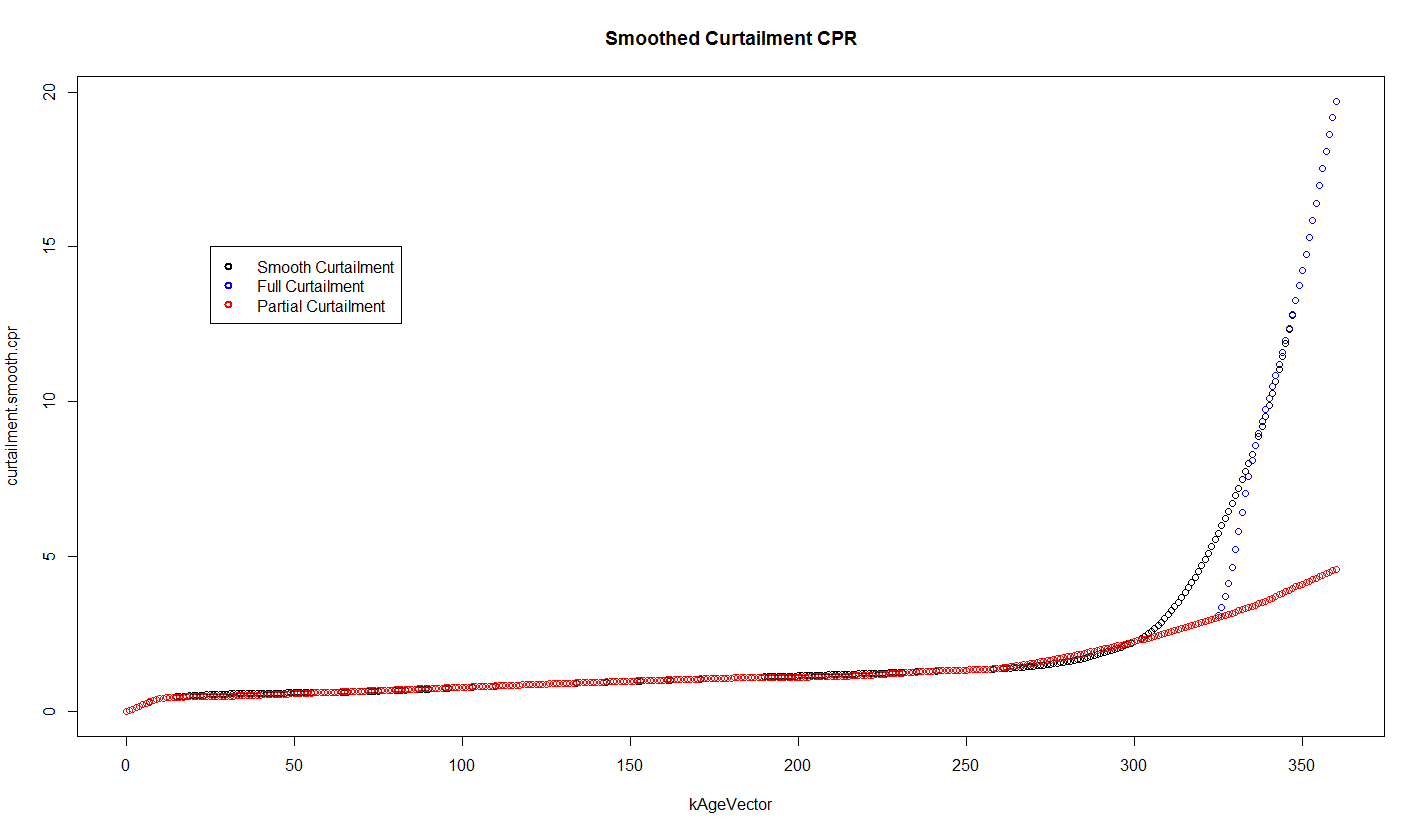 Smoothed Curtailment CPR
curtailment.smooth.cpr
20
15
10
5
0
Smooth Curtailment
Full Curtailment
Partial Curtailment
0 50 100 150 200 250 300 350
kAgeVector